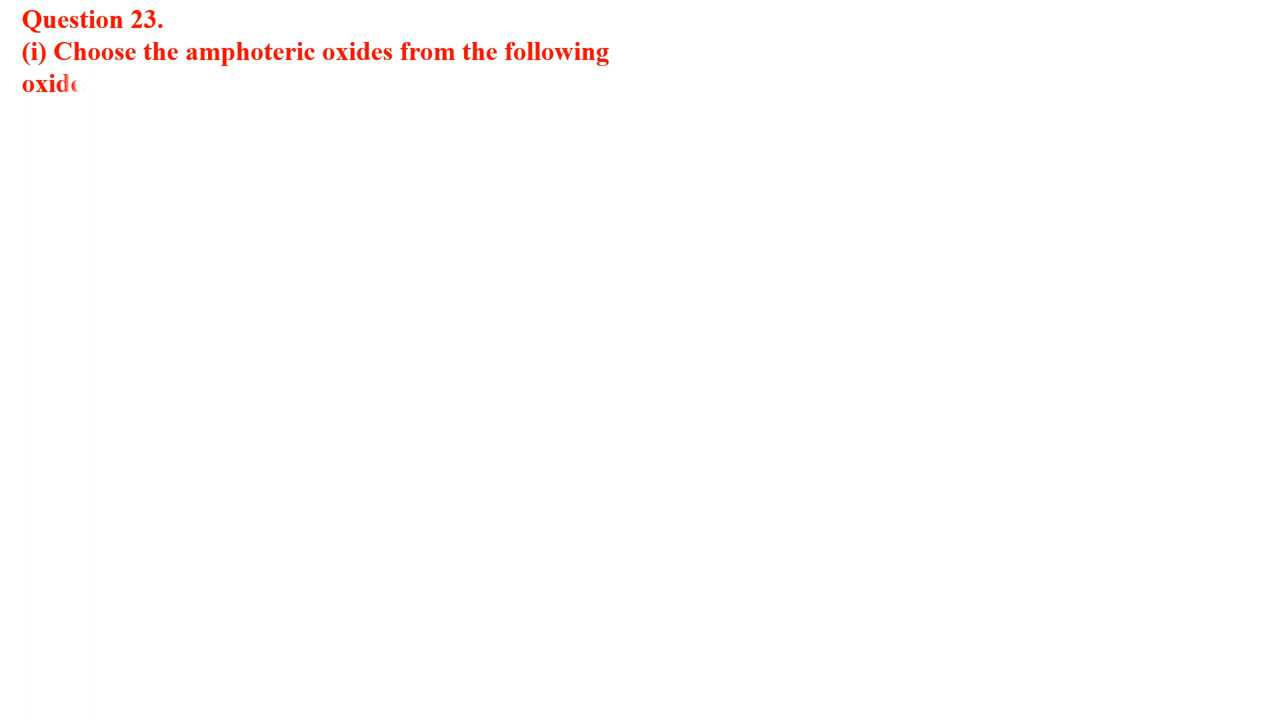 Question 23.
(i) Choose the amphoteric oxides from the following